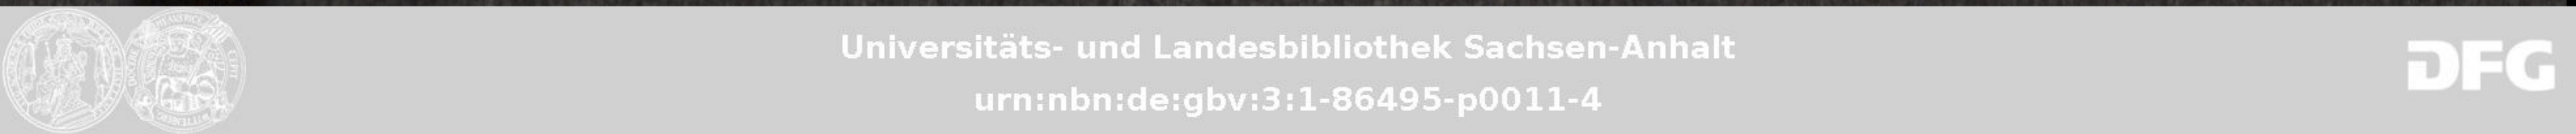 Universitäts- und Landesbibliothek Sachsen-Anhalt
urn:nbn:de:gbv:3:1-86495-p0011-4
DFG